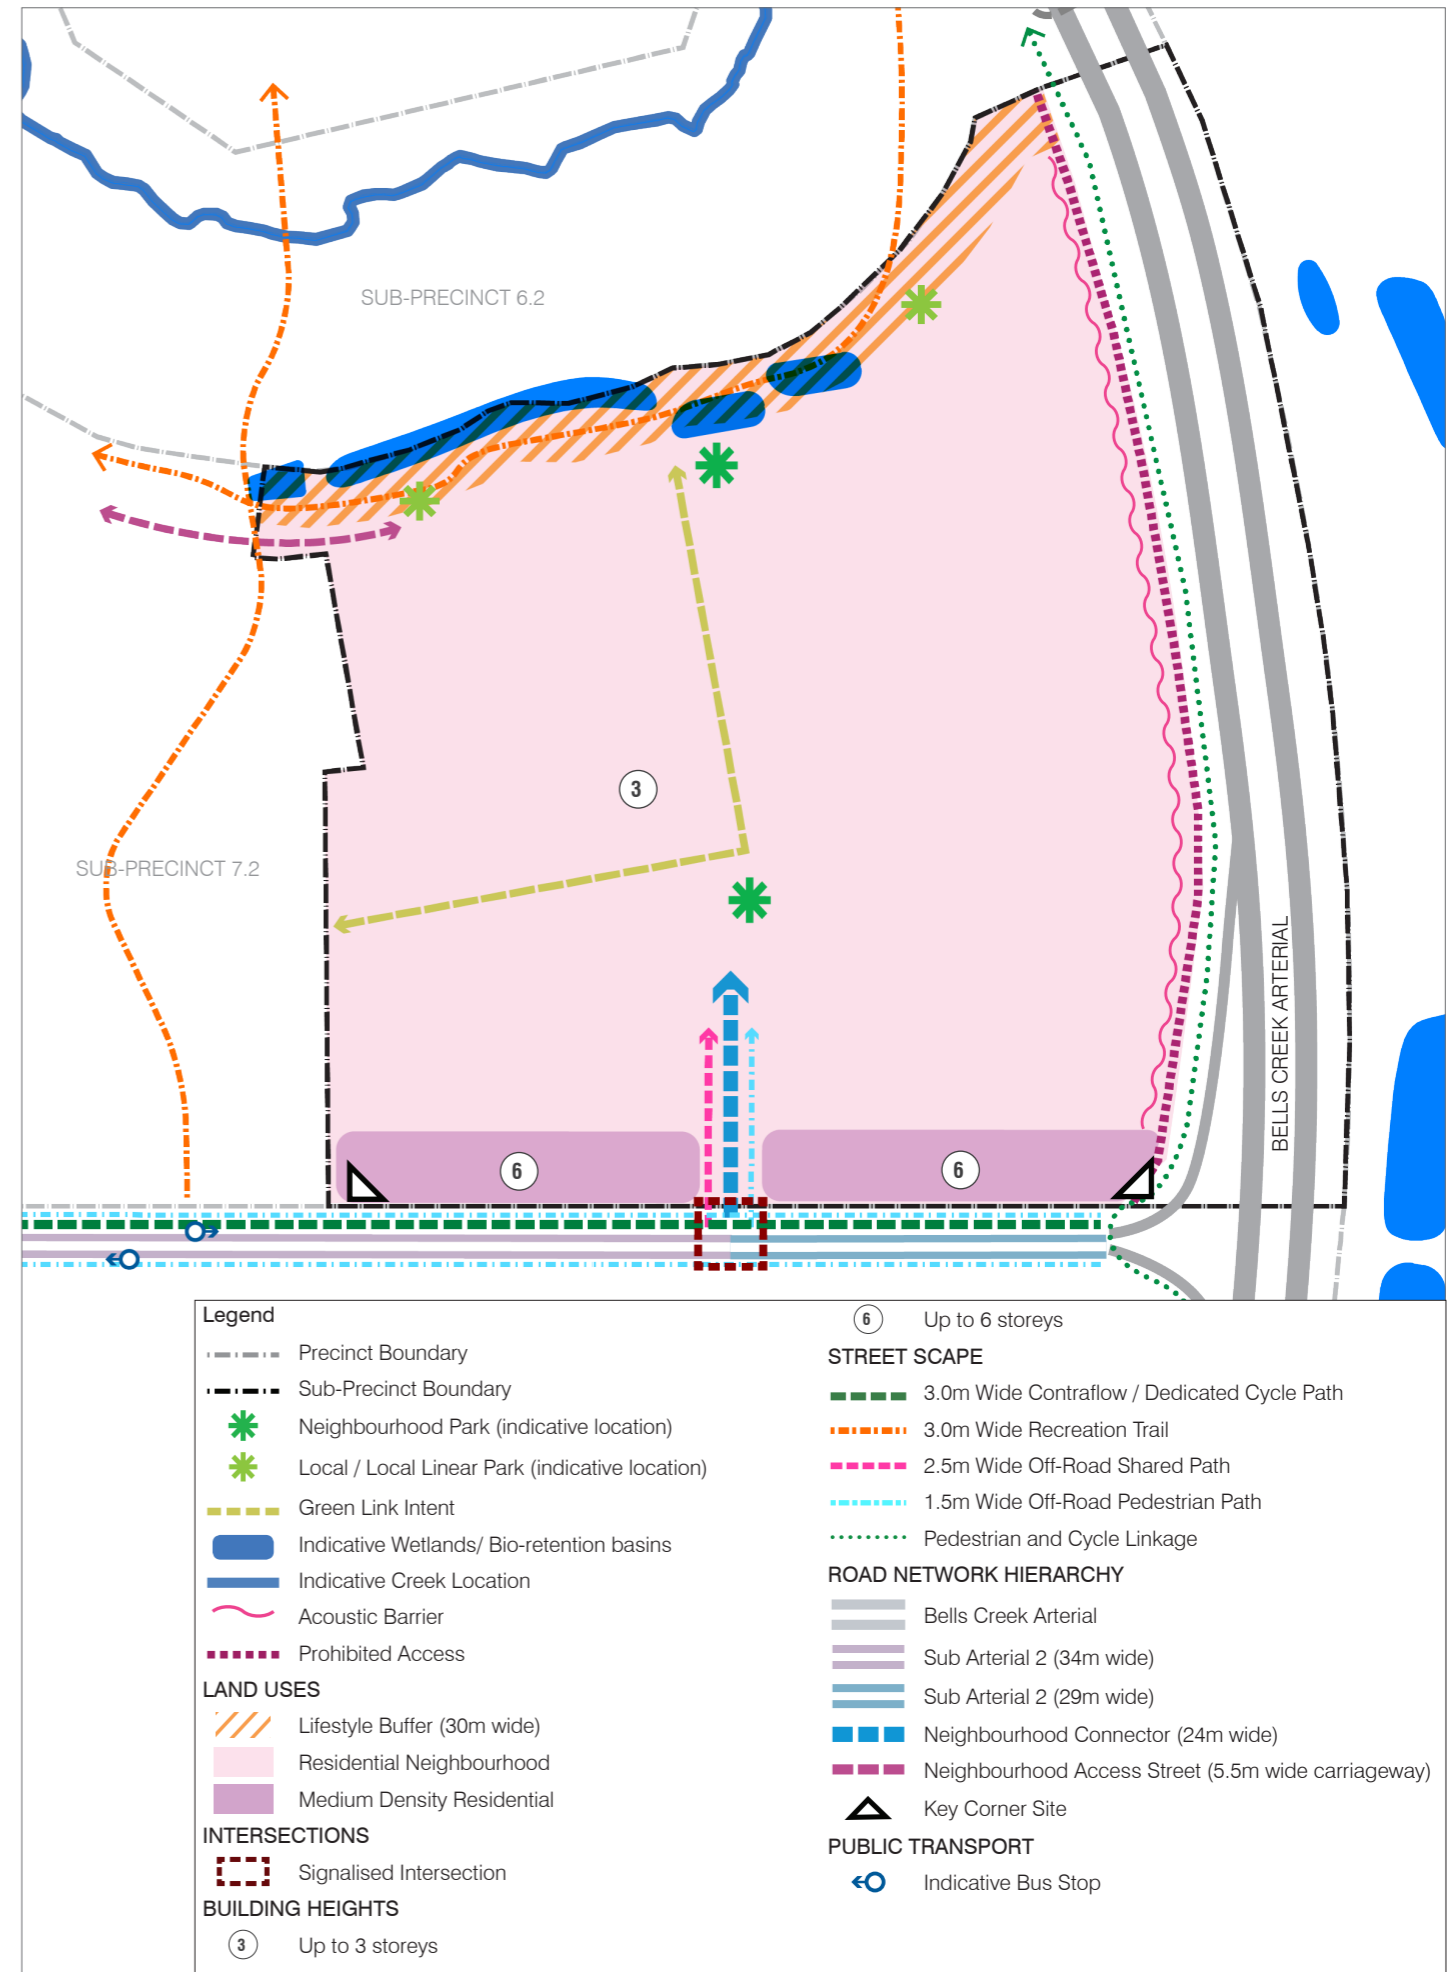 SUB-PRECINCT 6.2
3
SUB-PRECINCT 7.2
BELLS CREEK ARTERIAL
6
6
Legend
Precinct Boundary
Sub-Precinct Boundary
Neighbourhood Park (indicative location)
Local / Local Linear Park (indicative location)
Green Link Intent
Indicative Wetlands/ Bio-retention basins
Indicative Creek Location
Acoustic Barrier
Prohibited Access
LAND USES
Lifestyle Buffer (30m wide)
Residential Neighbourhood
Medium Density Residential
INTERSECTIONS
Signalised Intersection
BUILDING HEIGHTS
3 Up to 3 storeys
6 Up to 6 storeys
STREET SCAPE
3.0m Wide Contraflow / Dedicated Cycle Path
3.0m Wide Recreation Trail
2.5m Wide Off-Road Shared Path
1.5m Wide Off-Road Pedestrian Path
Pedestrian and Cycle Linkage
ROAD NETWORK HIERARCHY
Bells Creek Arterial
Sub Arterial 2 (34m wide)
Sub Arterial 2 (29m wide)
Neighbourhood Connector (24m wide)
Neighbourhood Access Street (5.5m wide carriageway)
Key Corner Site
PUBLIC TRANSPORT
Indicative Bus Stop